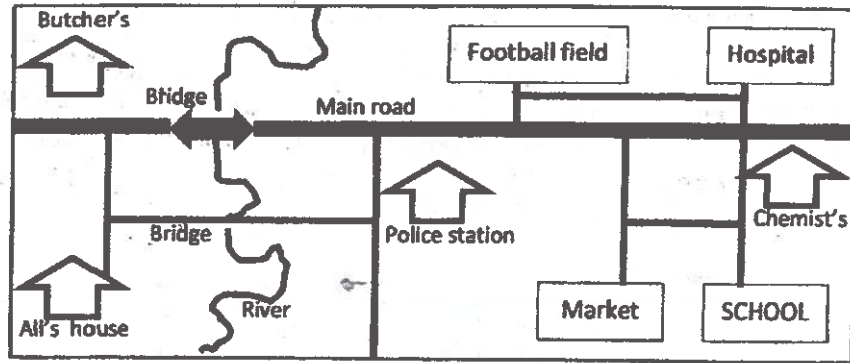 Butcher's
Football field
Hospital
Bridge
Main road
Chemist's
Bridge
Police station
Ali's house
River
Market
SCHOOL